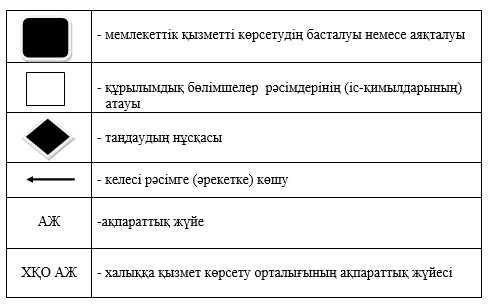 - мемлекеттік қызметті көрсетудің басталуы немесе аяқталуы
- құрылымдық бөлімшелер рәсімдерінің (іс-қимылдарының)
атауы
- таңдаудың нұсқасы
- келесі рәсімге (әрекетке) көшу
АЖ -ақпараттық жүйе
ХҚО АЖ - халыққа қызмет көрсету орталығының ақпараттық жүйесі